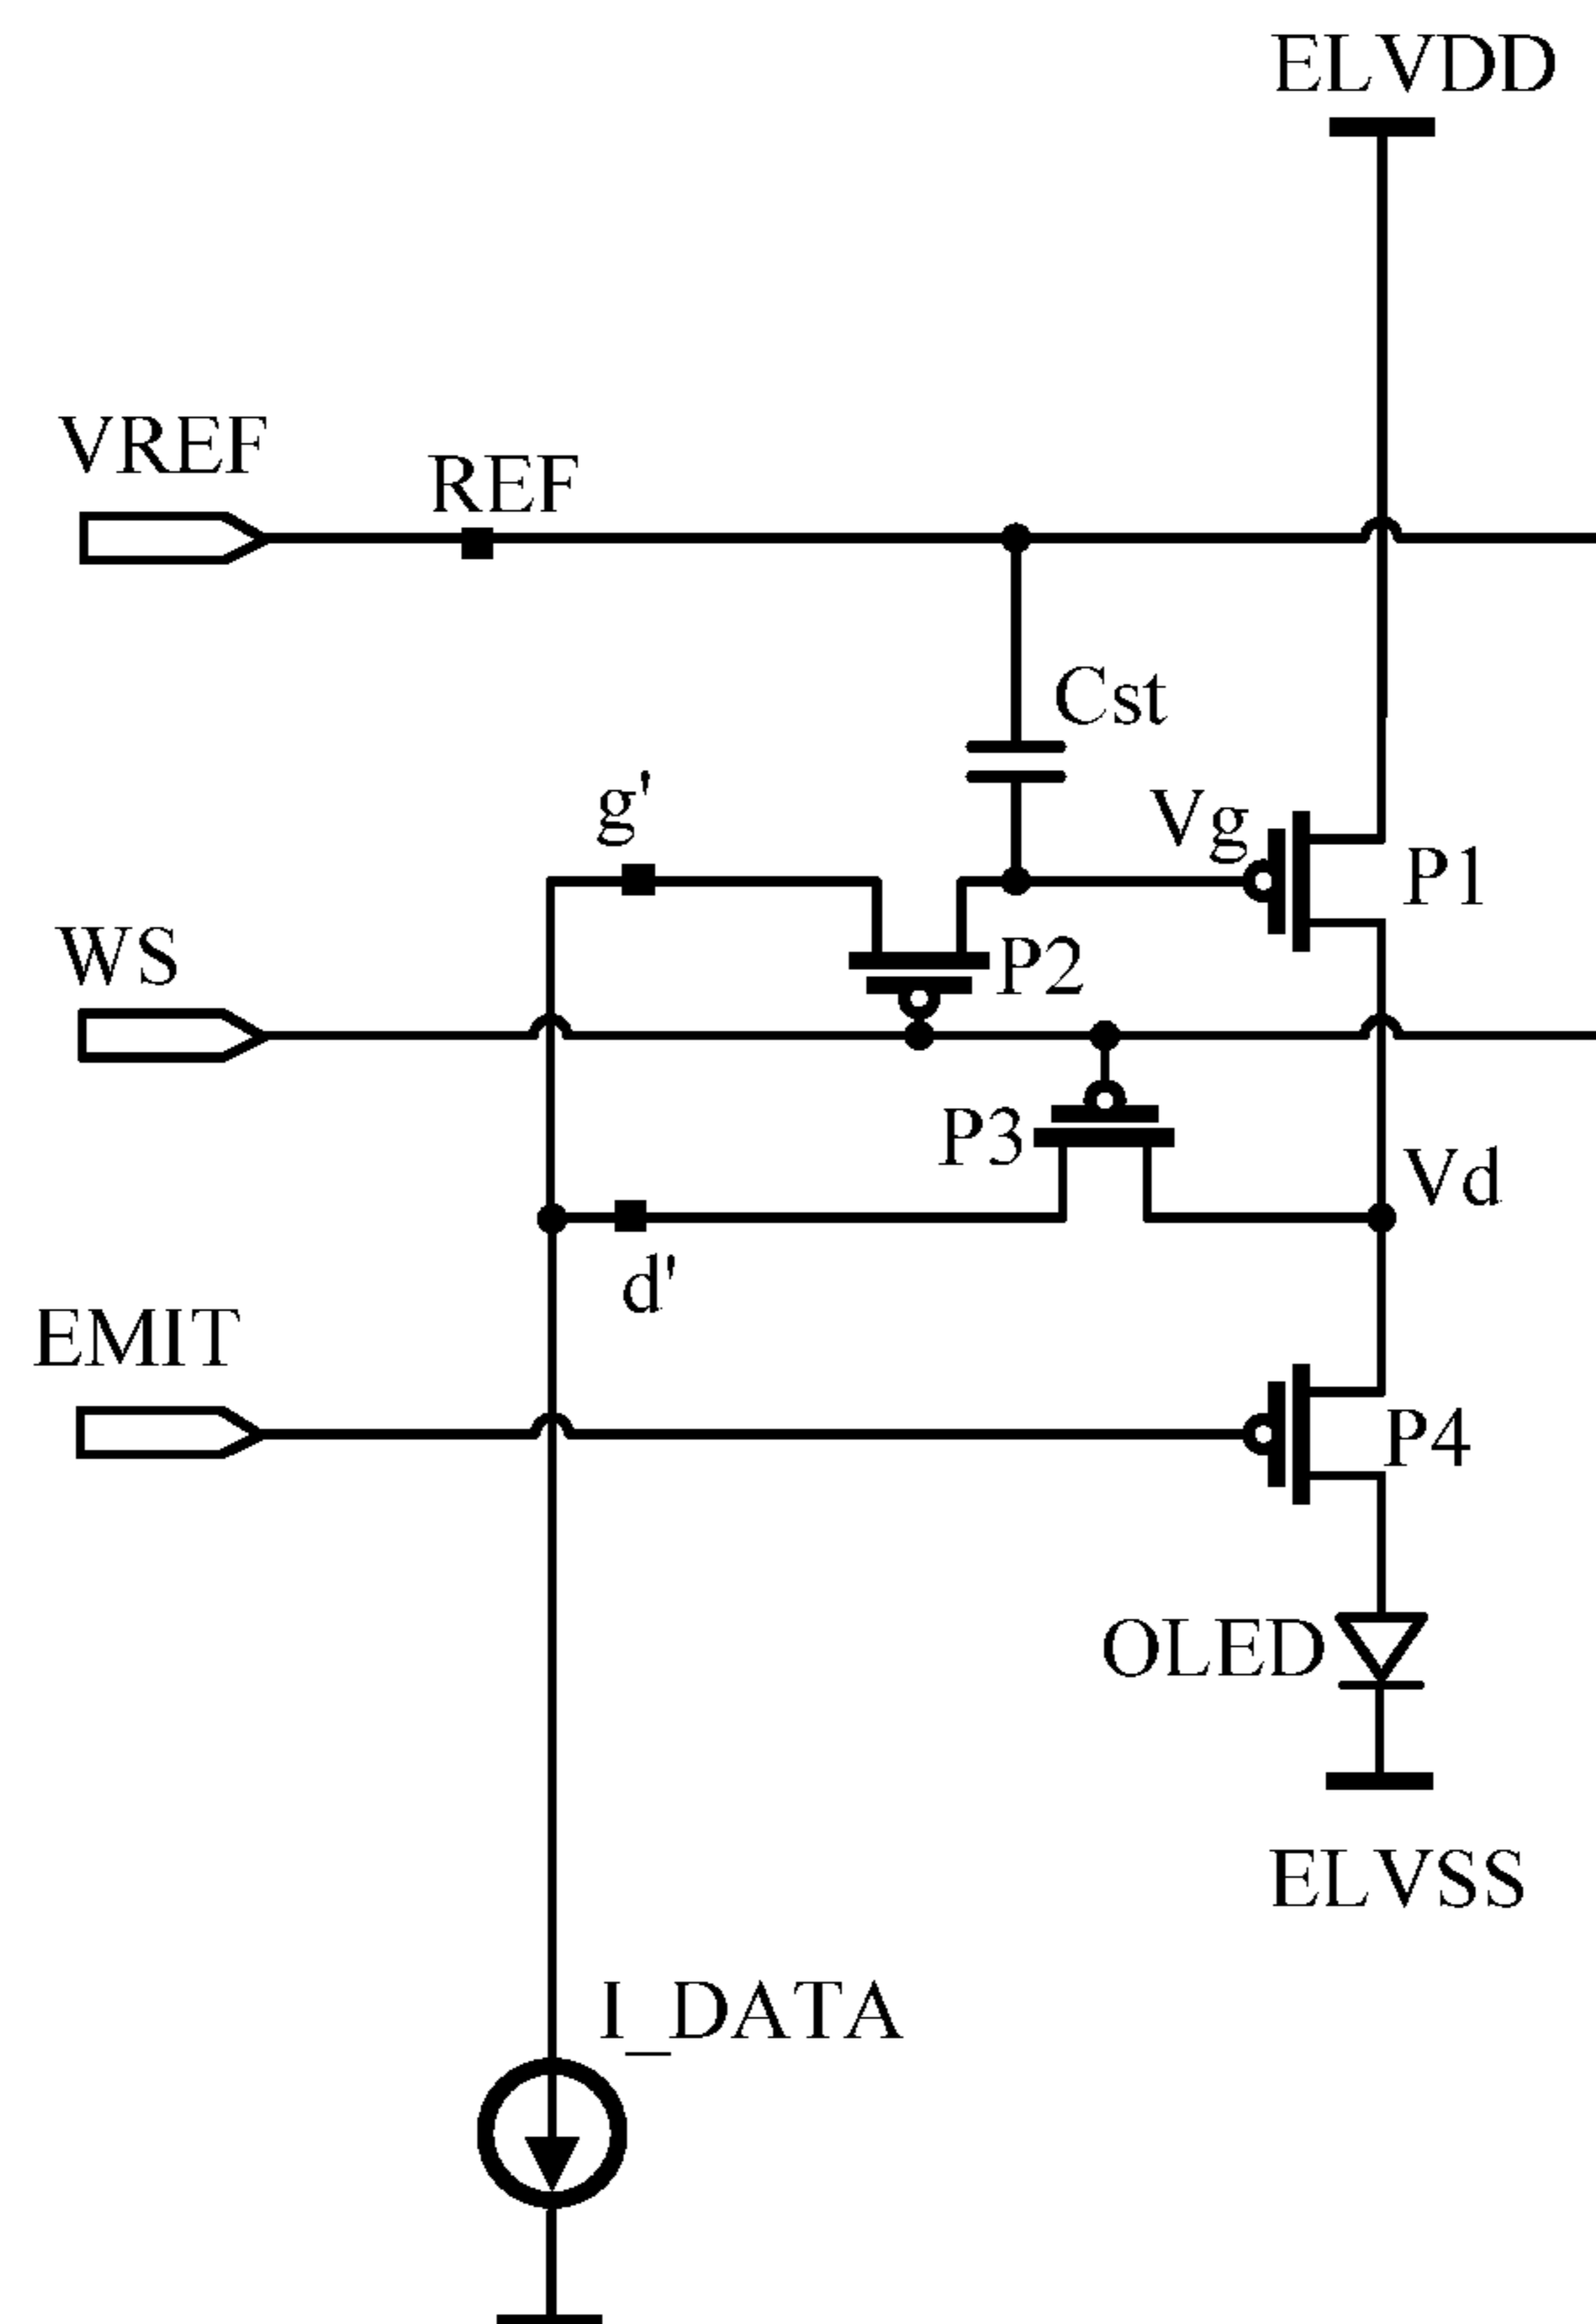 ELVDD
VREF
REF
Cst
g'
Vg
P1
WS
P2
P3
Vd
d'
EMIT
P4
OLED
ELVSS
I_DATA